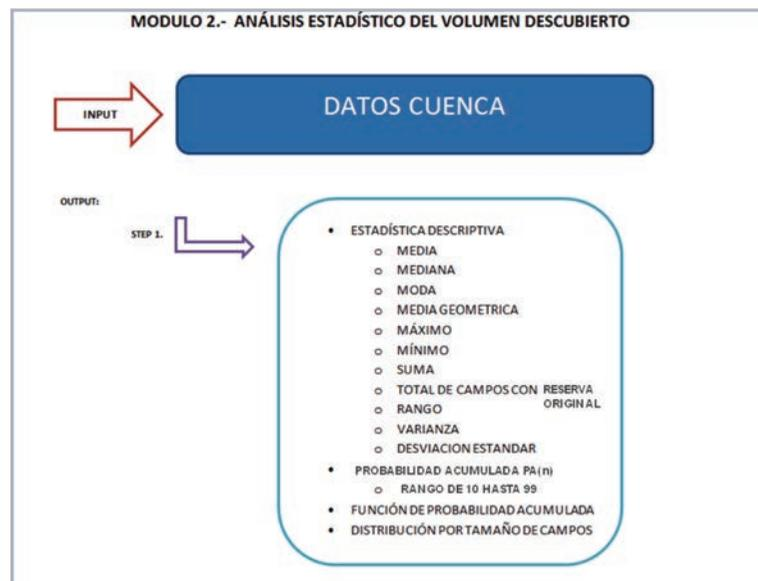 MODULO 2.- ANÁLISIS ESTADÍSTICO DEL VOLUMEN DESCUBIERTO
INPUT
DATOS CUENCA
OUTPUT:
STEP 1.
• ESTADÍSTICA DESCRIPTIVA
o MEDIA
o MEDIANA
o MODA
o MEDIA GEOMETRICA
o MÁXIMO
o MÍNIMO
o SUMA
o TOTAL DE CAMPOS CON RESERVA
ORIGINAL
o RANGO
o VARIANZA
o DESVIACION ESTANDAR
• PROBABILIDAD ACUMULADA PA(n)
o RANGO DE 10 HASTA 99
• FUNCIÓN DE PROBABILIDAD ACUMULADA
• DISTRIBUCIÓN POR TAMAÑO DE CAMPOS